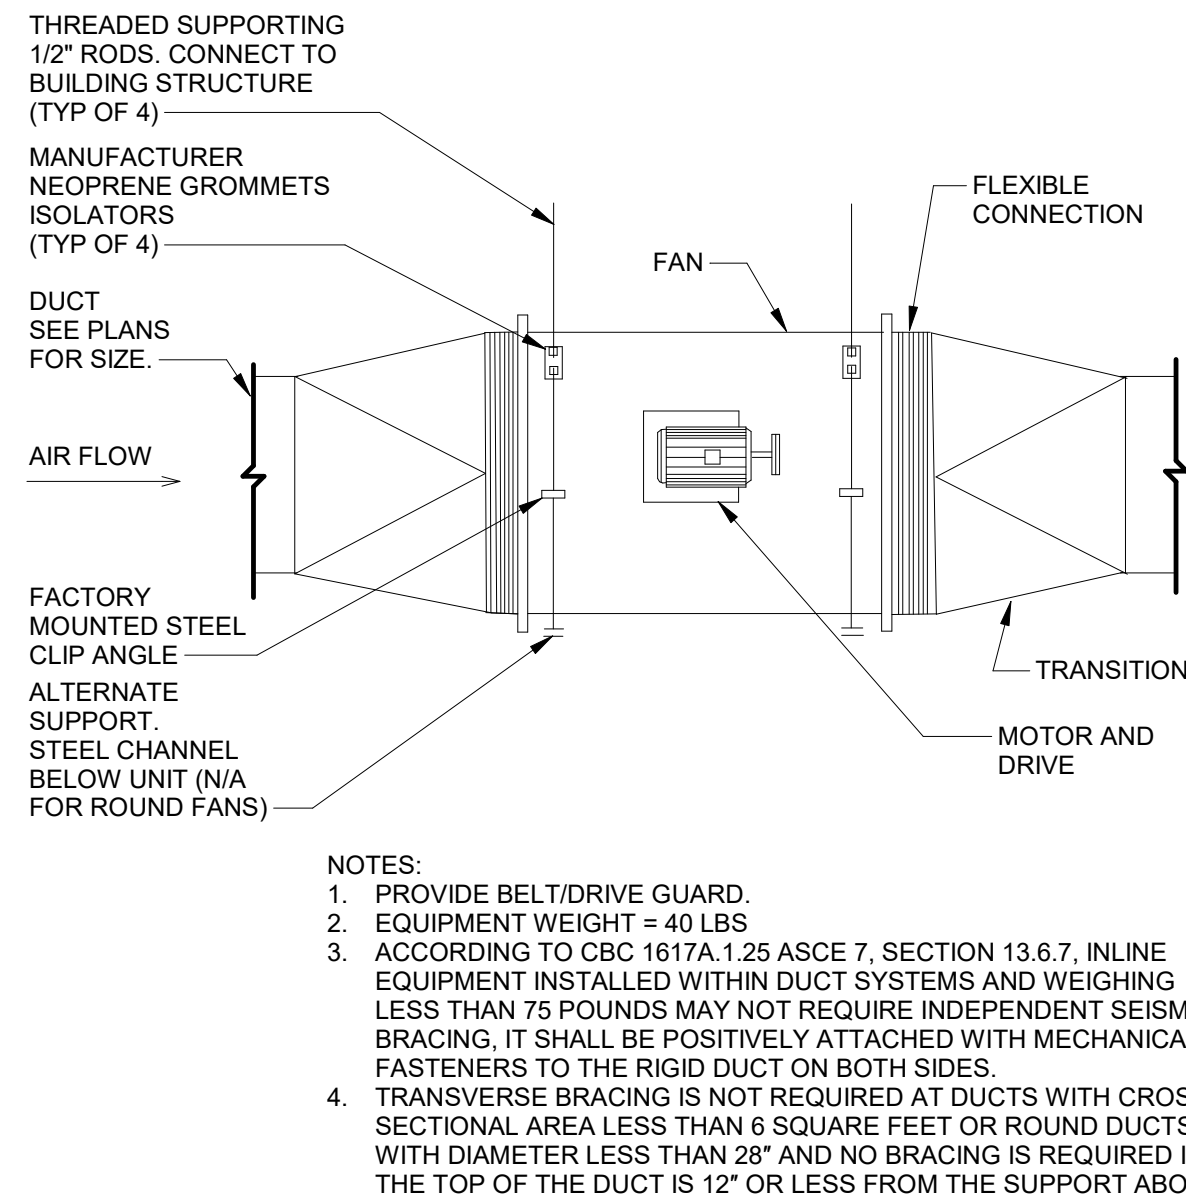 THREADED SUPPORTING
1/2" RODS. CONNECT TO
BUILDING STRUCTURE
(TYP OF 4)
MANUFACTURER
NEOPRENE GROMMETS
ISOLATORS
(TYP OF 4)
FLEXIBLE
CONNECTION
FAN
DUCT
SEE PLANS
FOR SIZE.
AIR FLOW
FACTORY
MOUNTED STEEL
CLIP ANGLE
TRANSITION
ALTERNATE
SUPPORT.
STEEL CHANNEL
BELOW UNIT (N/A
FOR ROUND FANS)
MOTOR AND
DRIVE
NOTES:
1. PROVIDE BELT/DRIVE GUARD.
2. EQUIPMENT WEIGHT = 40 LBS
3. ACCORDING TO CBC 1617A.1.25 ASCE 7, SECTION 13.6.7, INLINE
EQUIPMENT INSTALLED WITHIN DUCT SYSTEMS AND WEIGHING
LESS THAN 75 POUNDS MAY NOT REQUIRE INDEPENDENT
BRACING, IT SHALL BE POSITIVELY ATTACHED WITH
FASTENERS TO THE RIGID DUCT ON BOTH SIDES.
4. TRANSVERSE BRACING IS NOT REQUIRED AT DUCTS WITH
SECTIONAL AREA LESS THAN 6 SQUARE FEET OR ROUND DUCTS
WITH DIAMETER LESS THAN 28" AND NO BRACING IS REQUIRED
THE TOP OF THE DUCT IS 12" OR LESS FROM THE SUPPORT